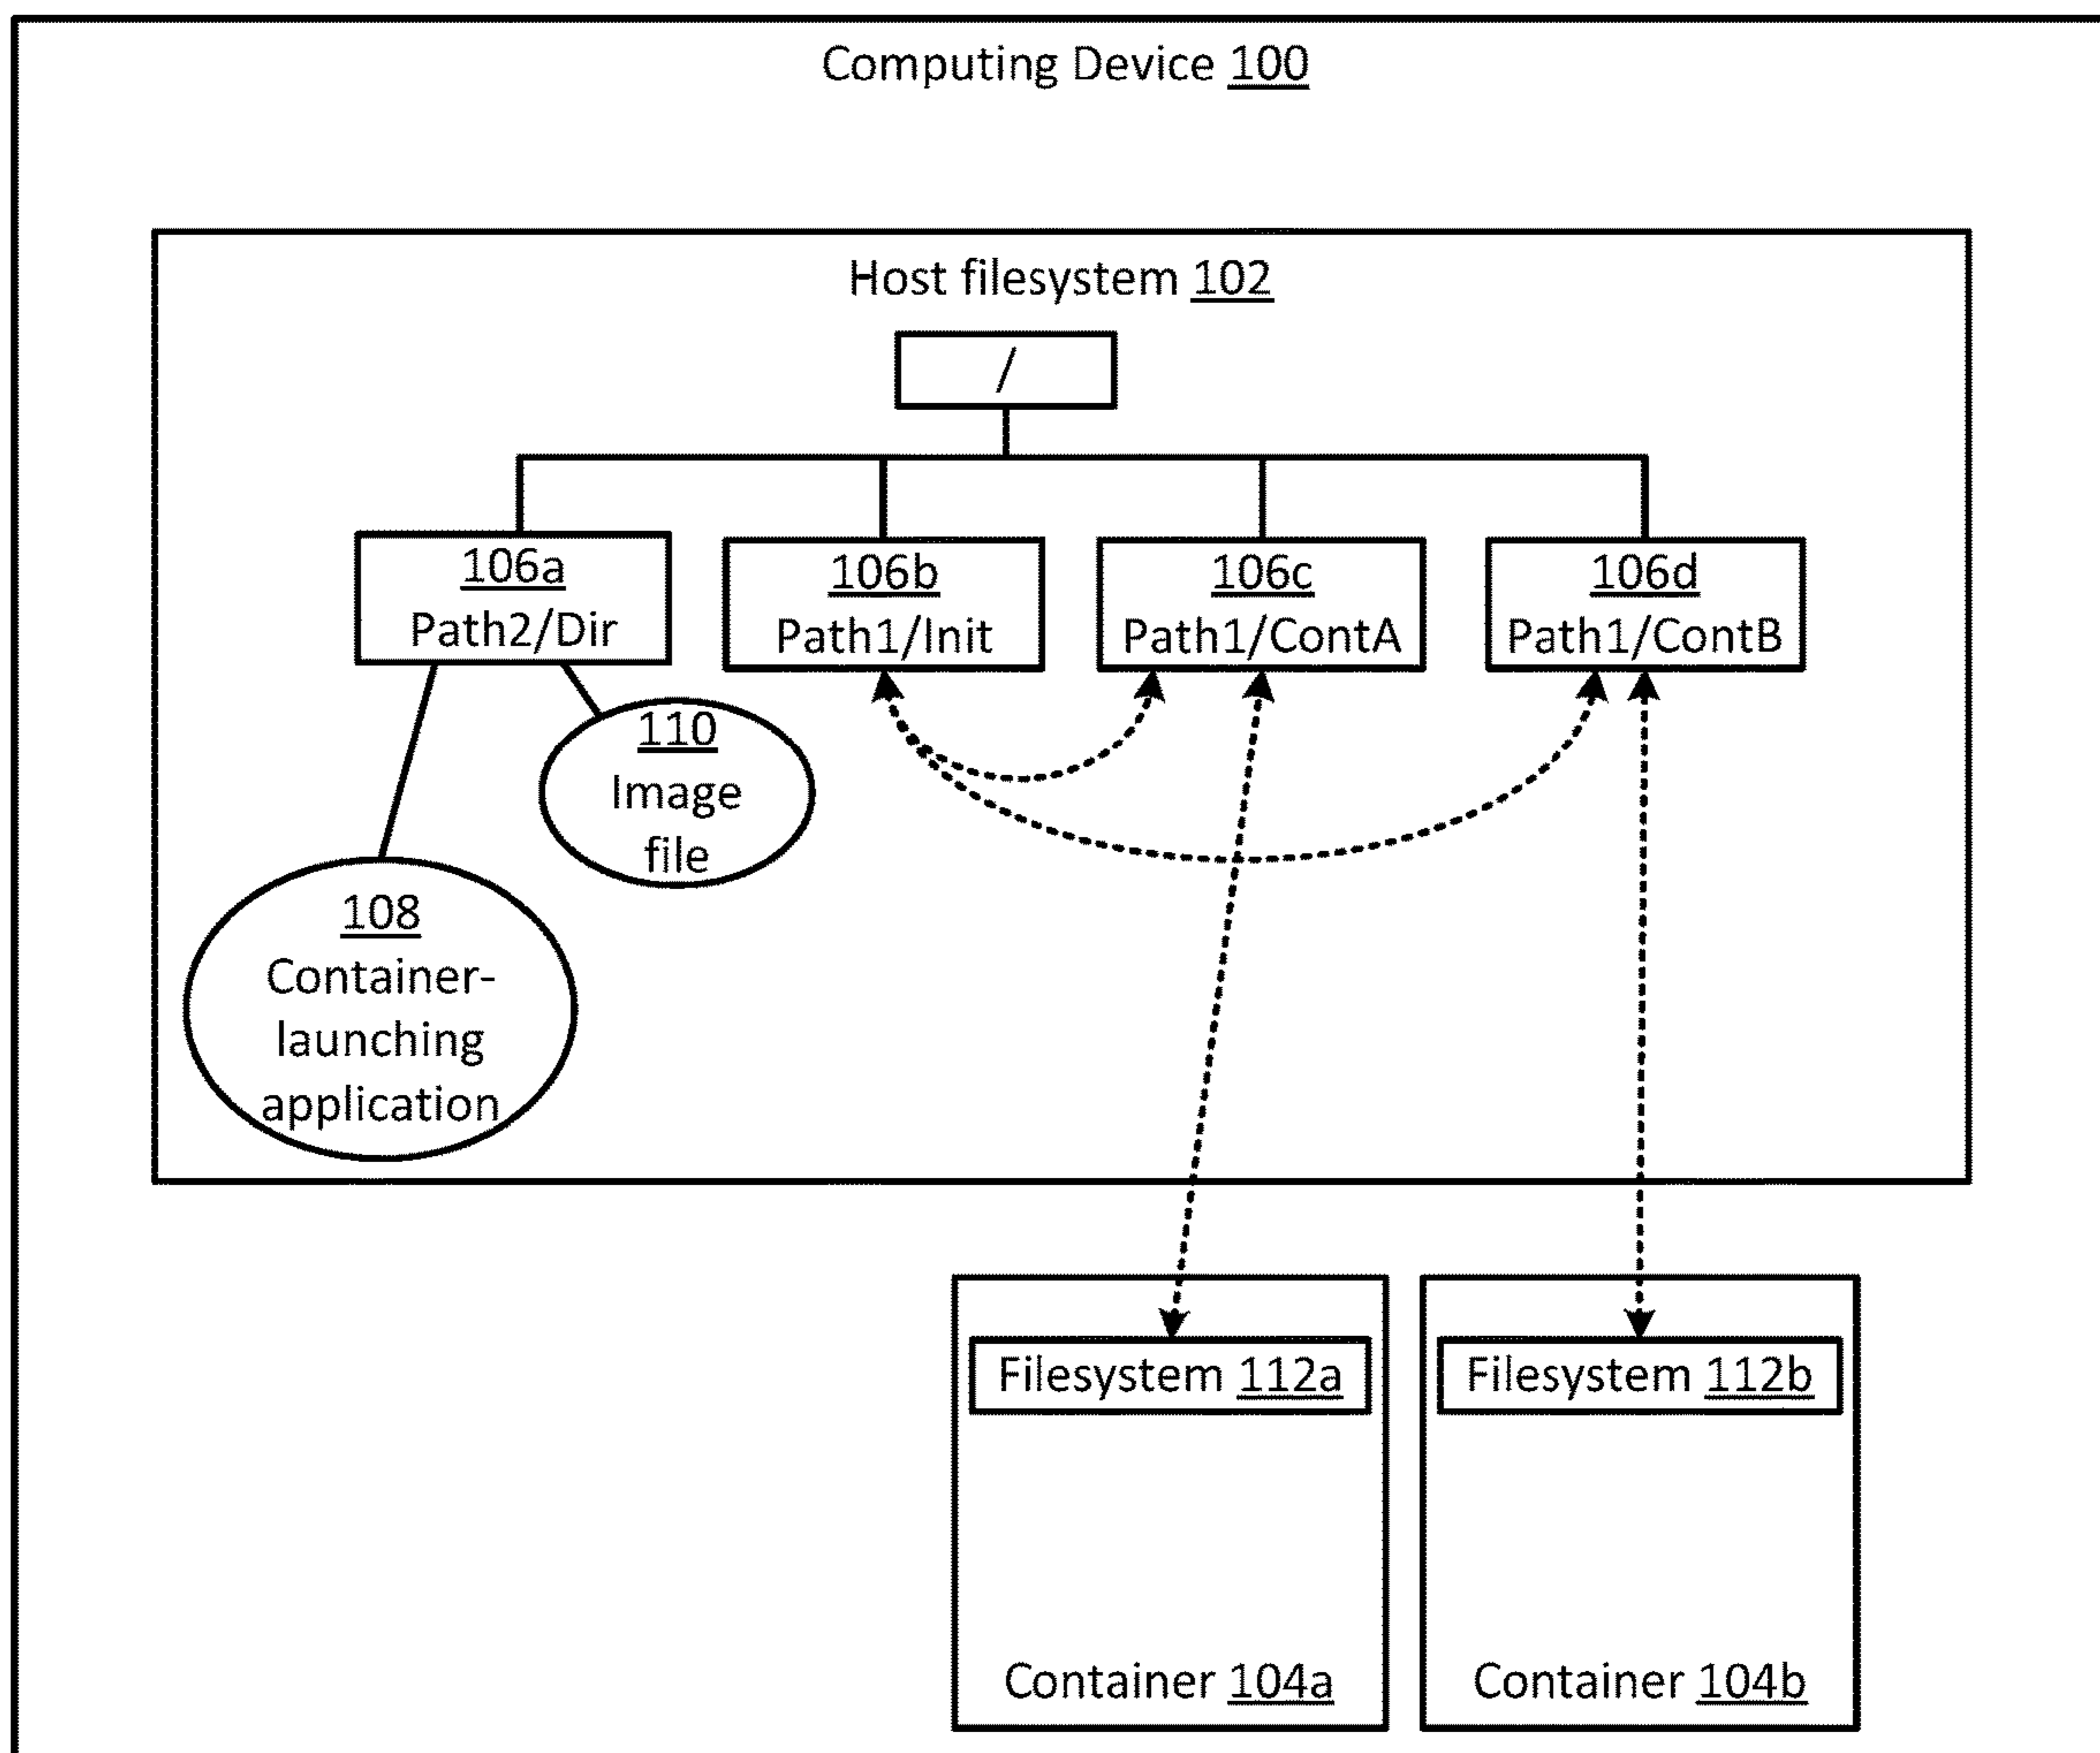 Computing Device 100
Host filesystem 102
/
106a
Path2/Dir
106b
Path1/Init
106c
Path1/ContA
106d
Path1/ContB
110
Image
file
108
Container-
launching
application
Filesystem 112a
Container 104a
Filesystem 112b
Container 104b